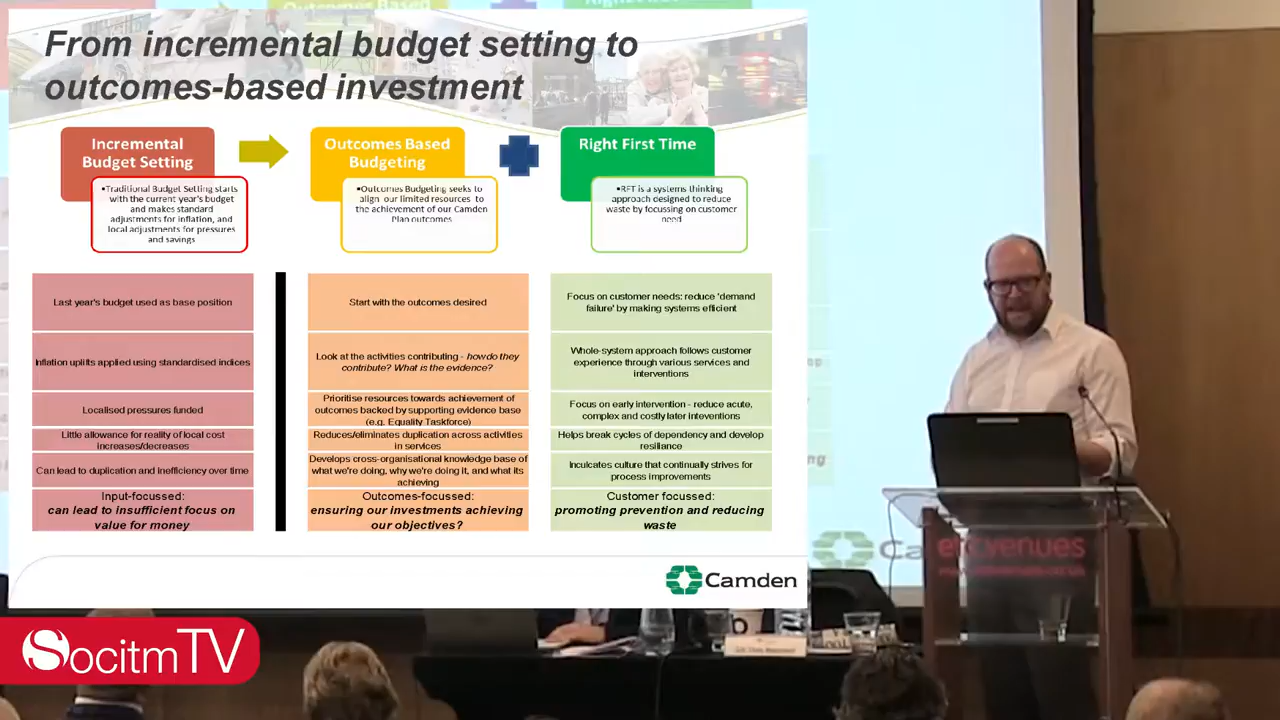 From incremental budget setting to
outcomes-based investment
Incremental
Budget Setting
Outcomes Based
Budgeting
Right First Time
•Traditional Budget Setting starts
with the current year's budget
and makes standard
adjustments for inflation, and
local adjustments for pressures
and savings
•Outcomes Budgeting seeks to
align our limited resources to
the achievement of our Camden
Plan outcomes
•RFT is a systems thinking
approach designed to reduce
waste by focussing on customer
need
Last year's budget used as base position
Start with the outcomes desired
Focus on customer needs: reduce 'demand
failure' by making systems efficient
Inflation uplifts applied using standardised indices
Look at the activities contributing - how do they
contribute? What is the evidence?
Whole-system approach follows customer
experience through various services and
interventions
Localised pressures funded
Prioritise resources towards achievement of
outcomes backed by supporting evidence base
(e.g. Equality Taskforce)
Focus on early intervention - reduce acute,
complex and costly later inteventions
Little allowance for reality of local cost
increases/decreases
Reduces/eliminates duplication across activities
in services
Helps break cycles of dependency and develop
resilience
Can lead to duplication and inefficiency over time
Develops cross-organisational knowledge base of
what we're doing, why we're doing it, and what its
achieving
Inculcates culture that continually strives for
process improvements
Input-focussed:
can lead to insufficient focus on
value for money
Outcomes-focussed:
ensuring our investments achieving
our objectives?
Customer focussed:
promoting prevention and reducing
waste
Camden
SocitmTV
etc.venues